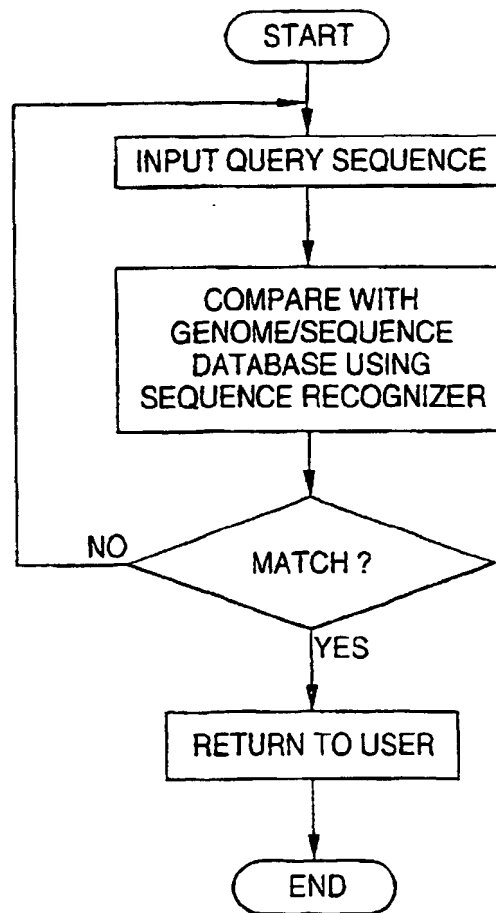 START
INPUT QUERY SEQUENCE
COMPARE WITH
GENOME/SEQUENCE
DATABASE USING
SEQUENCE RECOGNIZER
NO
MATCH ?
YES
RETURN TO USER
END